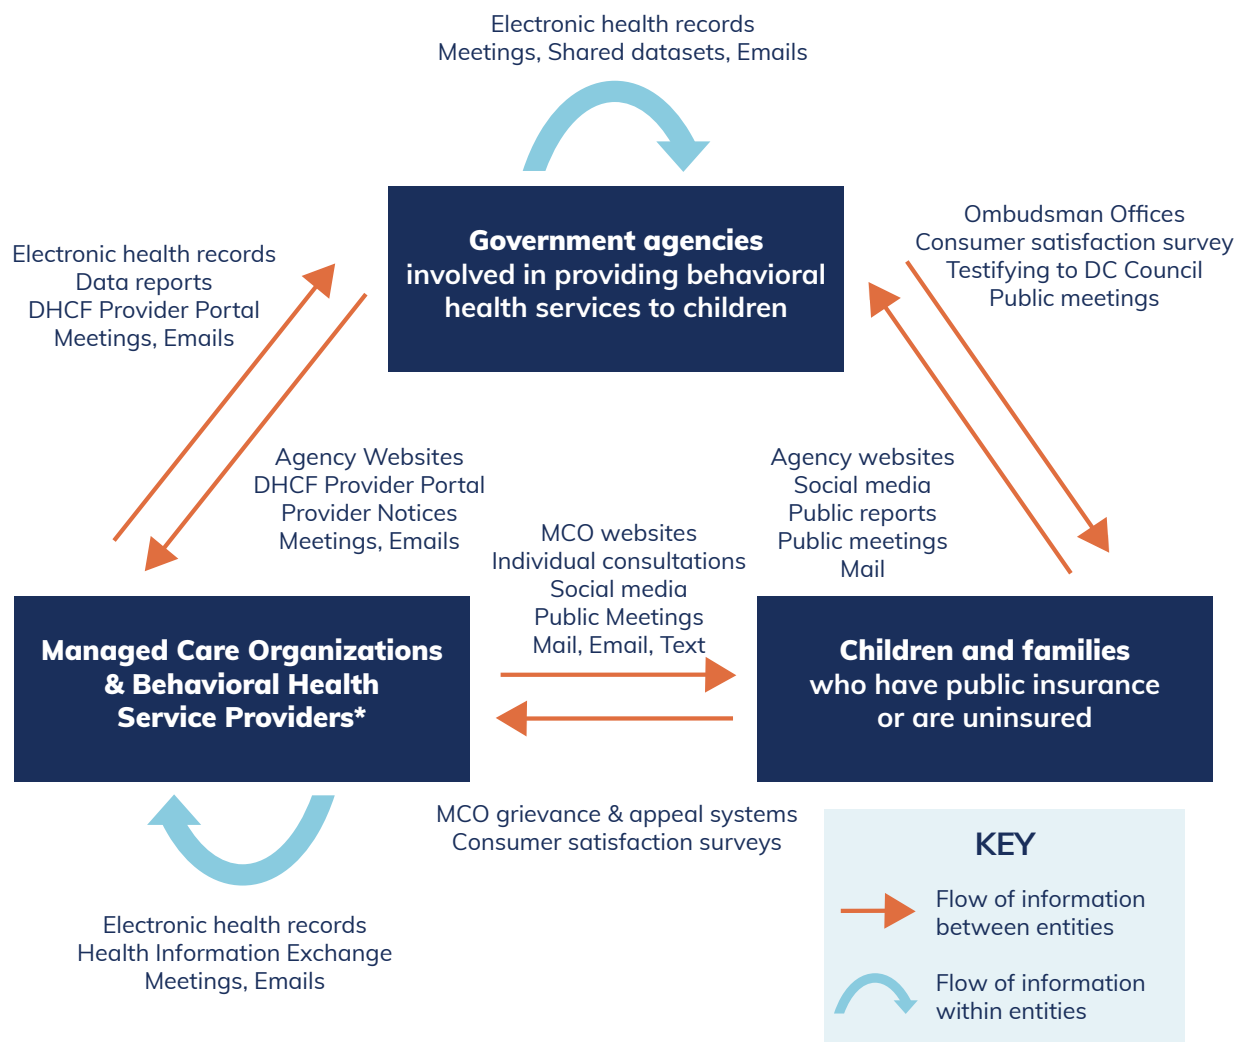 Electronic health records
Meetings, Shared datasets, Emails
Government agencies
involved in providing behavioral
health services to children
Electronic health records
Data reports
DHCF Provider Portal
Meetings, Emails
Ombudsman Offices
Consumer satisfaction survey
Testifying to DC Council
Public meetings
Agency Websites
DHCF Provider Portal
Provider Notices
Meetings, Emails
Agency websites
Social media
Public reports
Public meetings
Mail
MCO websites
Individual consultations
Social media
Public Meetings
Mail, Email, Text
Managed Care Organizations
& Behavioral Health
Service Providers*
Children and families
who have public insurance
or are uninsured
MCO grievance & appeal systems
Consumer satisfaction surveys
Electronic health records
Health Information Exchange
Meetings, Emails
KEY
Flow of information
between entities
Flow of information
within entities